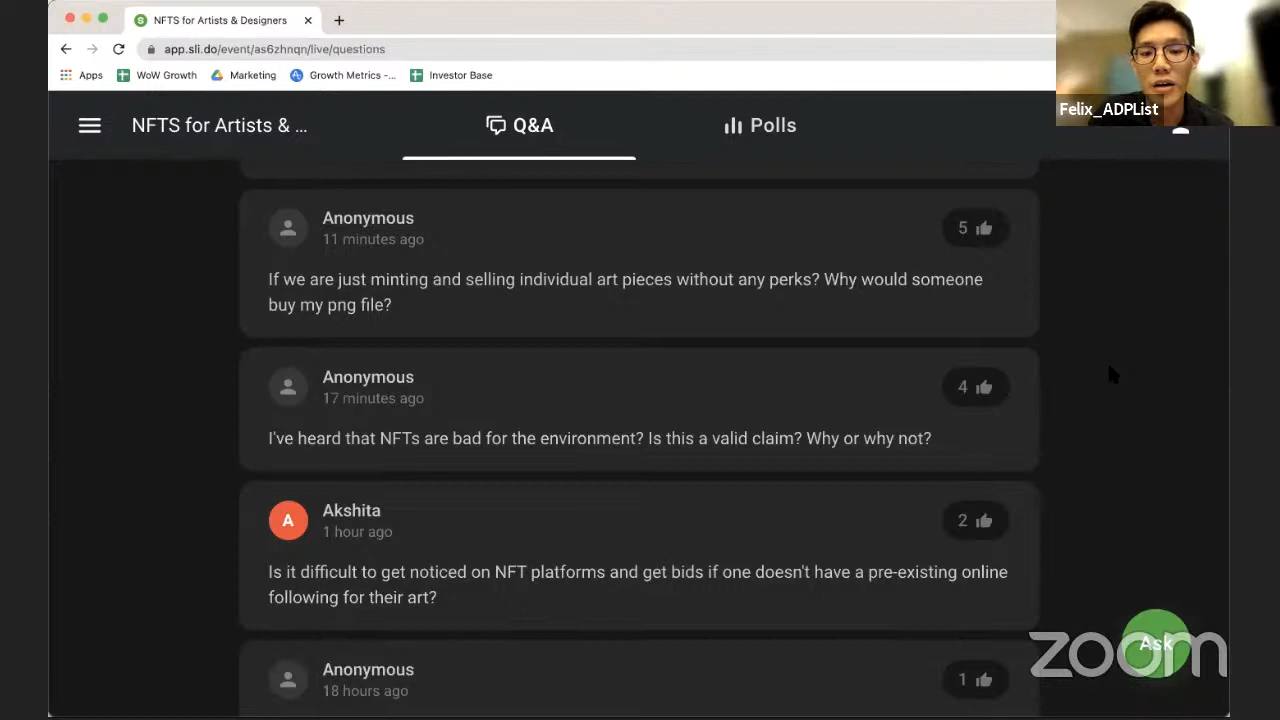 NFTS for Artists & Designers
app.sli.do/event/as6zhnqn/live/questions
Apps WoW Growth Marketing Growth Metrics -... Investor Base
Felix_ADPList
NFTS for Artists & ... Q&A Polls
Anonymous
11 minutes ago
5
If we are just minting and selling individual art pieces without any perks? Why would someone
buy my png file?
Anonymous
17 minutes ago
4
I've heard that NFTs are bad for the environment? Is this a valid claim? Why or why not?
A
Akshita
1 hour ago
2
Is it difficult to get noticed on NFT platforms and get bids if one doesn't have a pre-existing online
following for their art?
Ask
zoom
Anonymous
18 hours ago
1